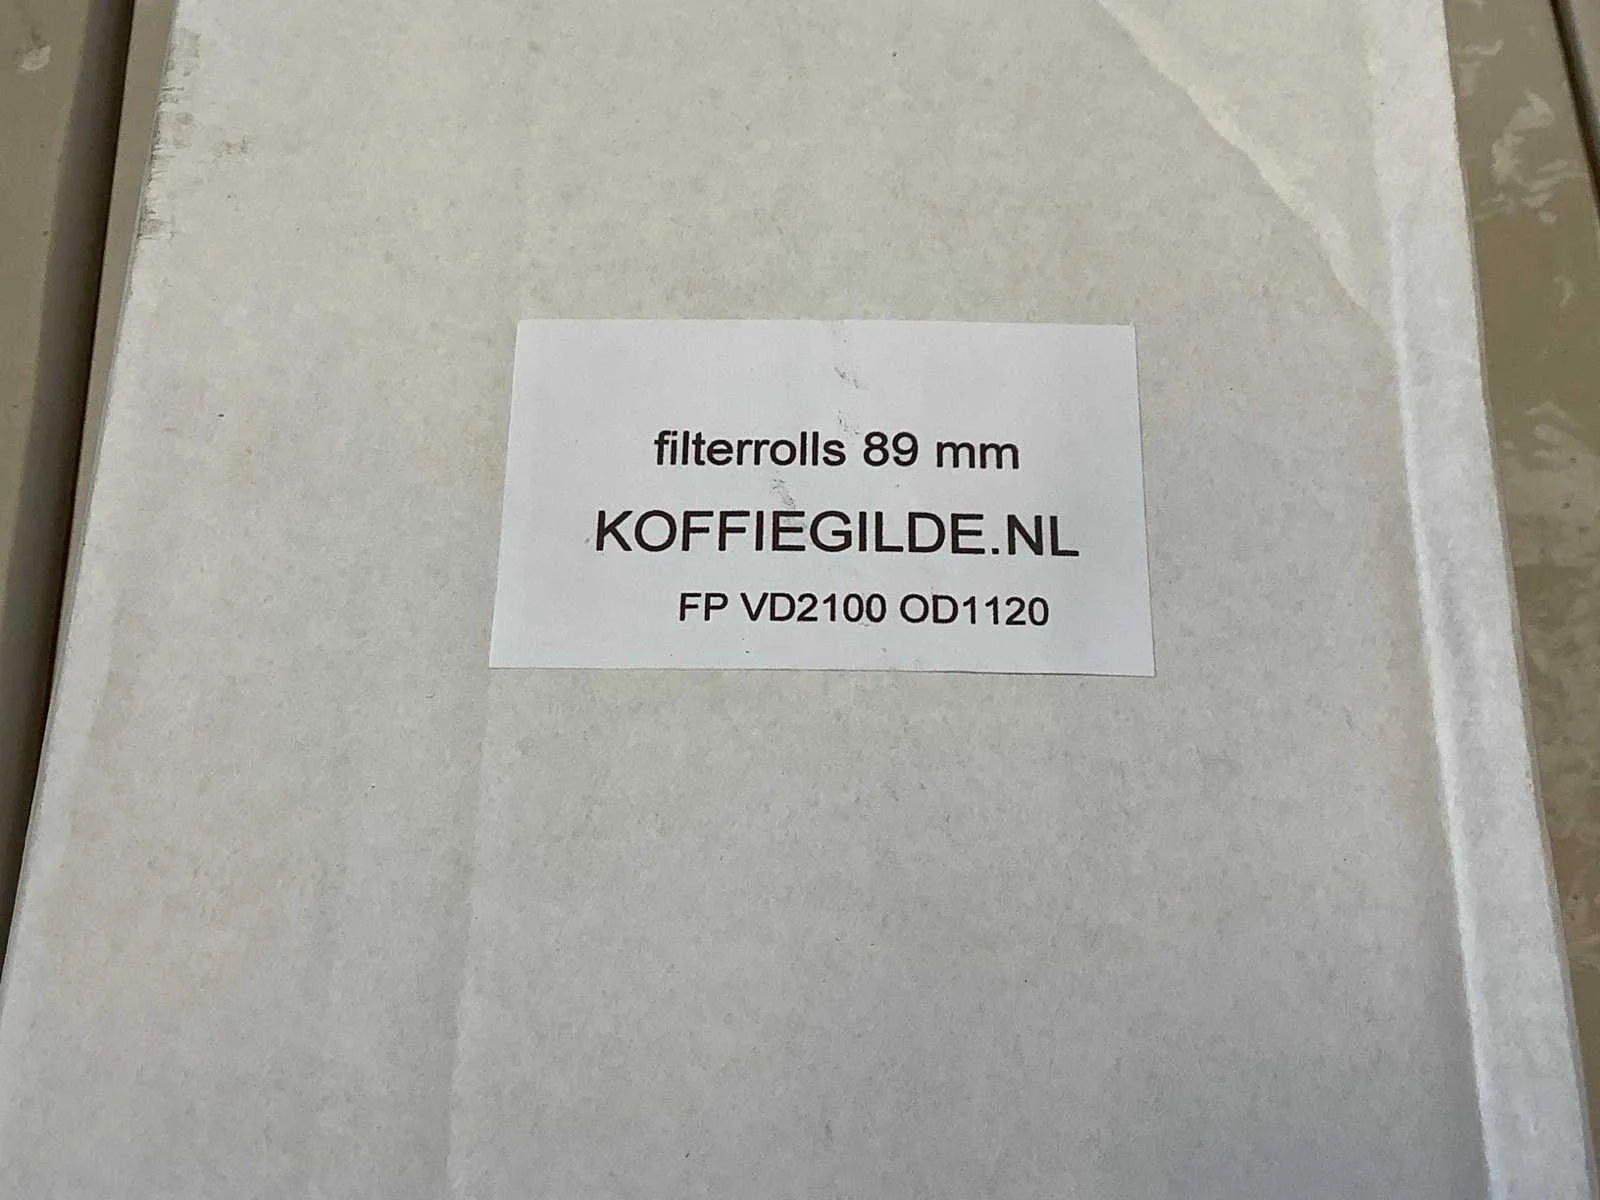 filterrolls 89 mm
KOFFIEGILDE.NL
FP VD2100 OD1120